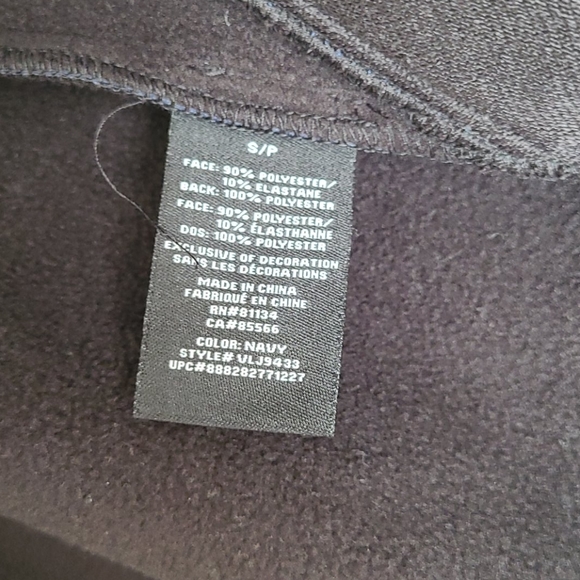 S/P
FACE: 90% POLYESTER/
10% ELASTANE
BACK: 100% POLYESTER
FACE: 90% POLYESTER/
10% ÉLASTHANNE
DOS: 100% POLYESTER
EXCLUSIVE OF DECORATION
SANS LES DÉCORATIONS
MADE IN CHINA
FABRIQUÉ EN CHINE
RN#81134
CA#85566
COLOR: NAVY
STYLE# VLJ9433
UPC#888282771227